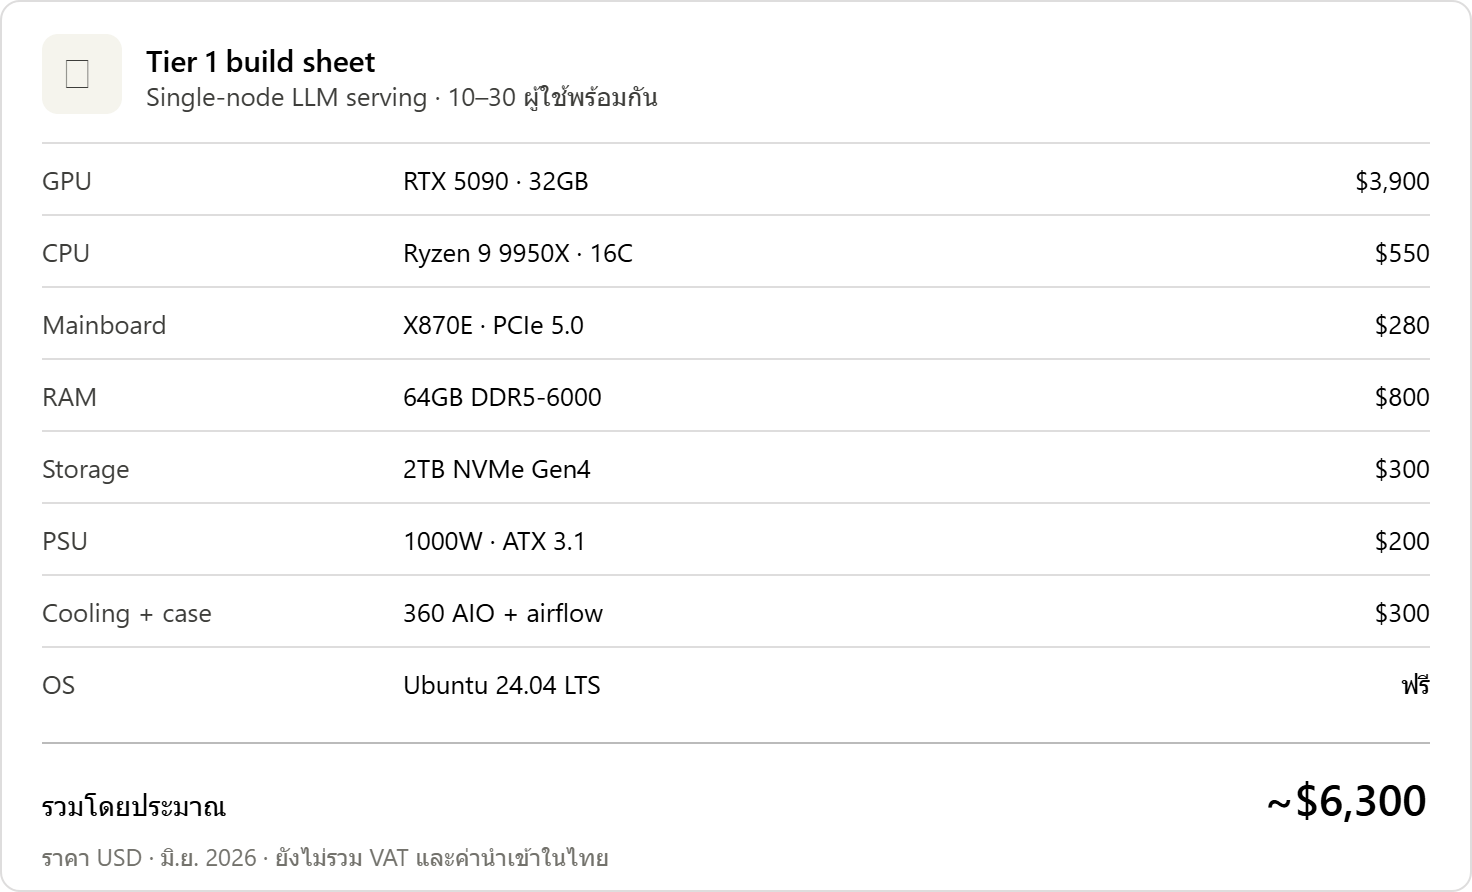 Tier 1 build sheet
Single-node LLM serving · 10–30 ผู้ใช้พร้อมกัน
GPU RTX 5090 · 32GB $3,900
CPU Ryzen 9 9950X · 16C $550
Mainboard X870E · PCIe 5.0 $280
RAM 64GB DDR5-6000 $800
Storage 2TB NVMe Gen4 $300
PSU 1000W · ATX 3.1 $200
Cooling + case 360 AIO + airflow $300
OS Ubuntu 24.04 LTS ฟรี
รวมโดยประมาณ ~$6,300
ราคา USD · มิ.ย. 2026 · ยังไม่รวม VAT และค่านำเข้าในไทย